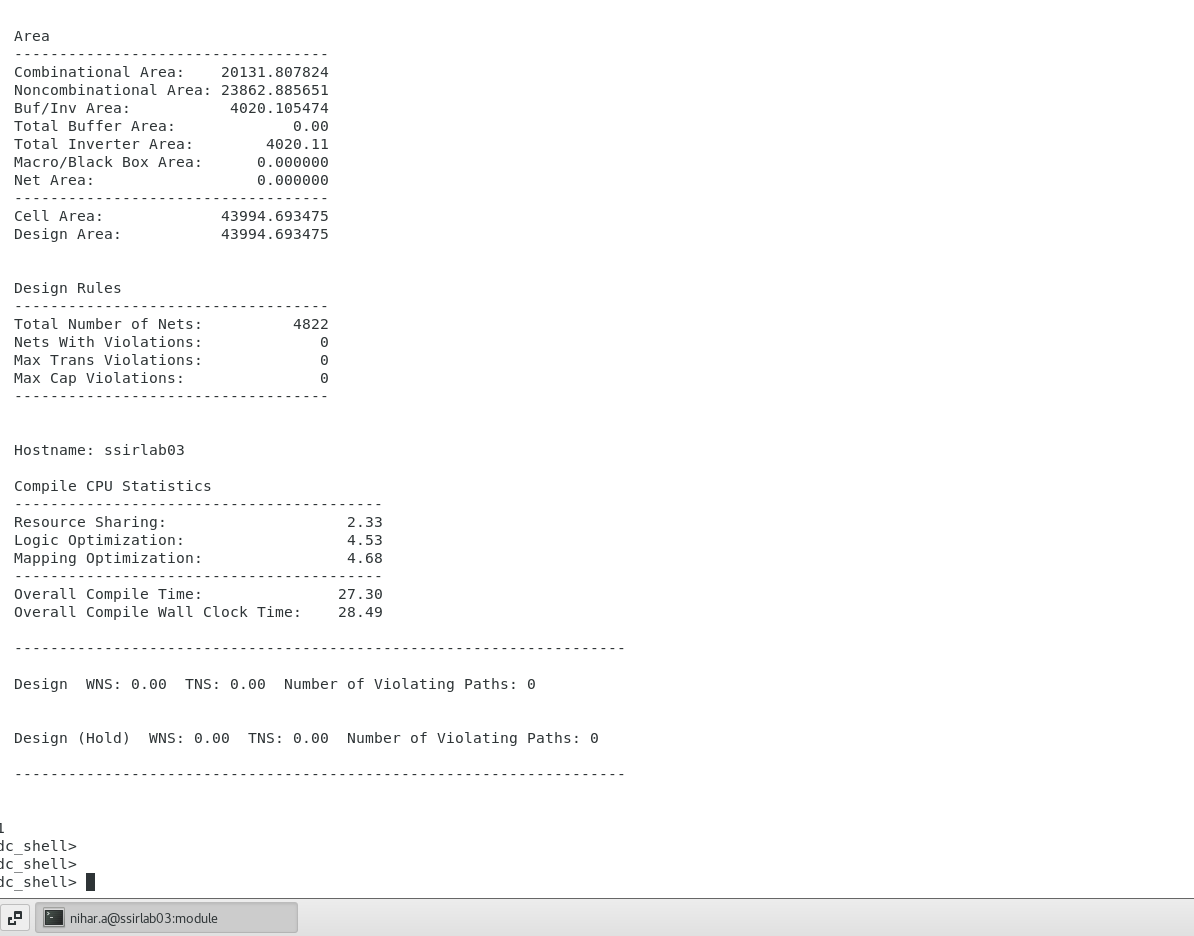 Area
-----------------------------------
Combinational Area:    20131.807824
Noncombinational Area: 23862.885651
Buf/Inv Area:           4020.105474
Total Buffer Area:             0.00
Total Inverter Area:        4020.11
Macro/Black Box Area:      0.000000
Net Area:                  0.000000
-----------------------------------
Cell Area:             43994.693475
Design Area:           43994.693475
Design Rules
-----------------------------------
Total Number of Nets:          4822
Nets With Violations:             0
Max Trans Violations:             0
Max Cap Violations:               0
-----------------------------------
Hostname: ssirlab03
Compile CPU Statistics
-----------------------------------------
Resource Sharing:                    2.33
Logic Optimization:                  4.53
Mapping Optimization:                4.68
-----------------------------------------
Overall Compile Time:               27.30
Overall Compile Wall Clock Time:    28.49
--------------------------------------------------------------------
Design  WNS: 0.00  TNS: 0.00  Number of Violating Paths: 0
Design (Hold)  WNS: 0.00  TNS: 0.00  Number of Violating Paths: 0
--------------------------------------------------------------------
1
dc_shell>
dc_shell>
dc_shell>
nihar.a@ssirlab03:module